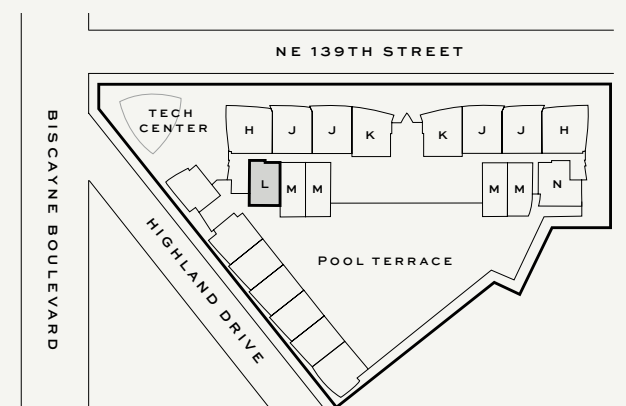 NE 139TH STREET
TECH
CENTER
H J J K K J J H
L M M M M N
BISCAYNE BOULEVARD
HIGHLAND DRIVE
POOL TERRACE